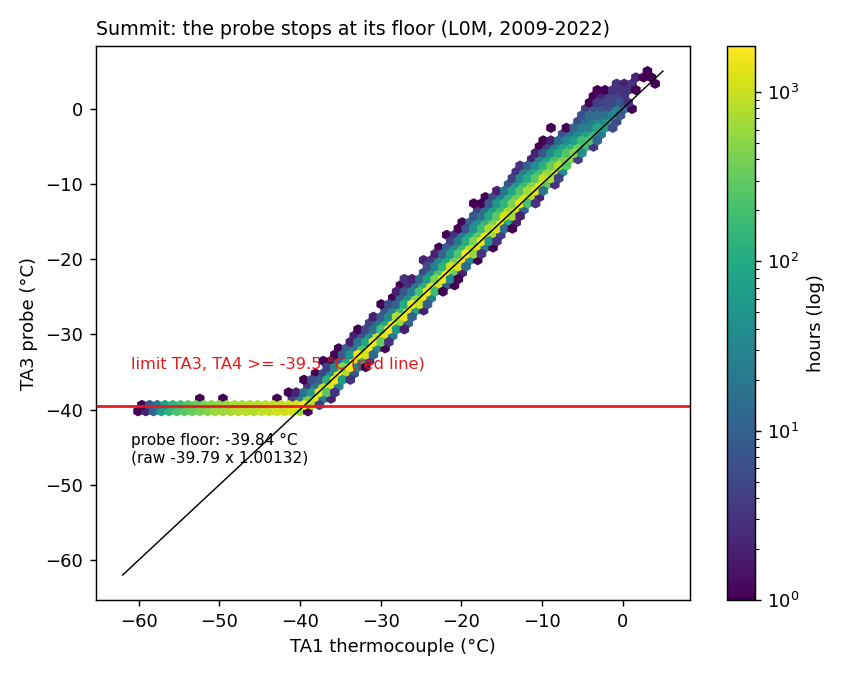 Summit: the probe stops at its floor (L0M, 2009-2022)
TA3 probe (°C)
0
−10
−20
−30
−40
−50
−60
limit TA3, TA4 >= -39.5 °C (red line)
probe floor: -39.84 °C
(raw -39.79 x 1.00132)
−60 −50 −40 −30 −20 −10 0
TA1 thermocouple (°C)
10³
10²
10¹
10⁰
hours (log)